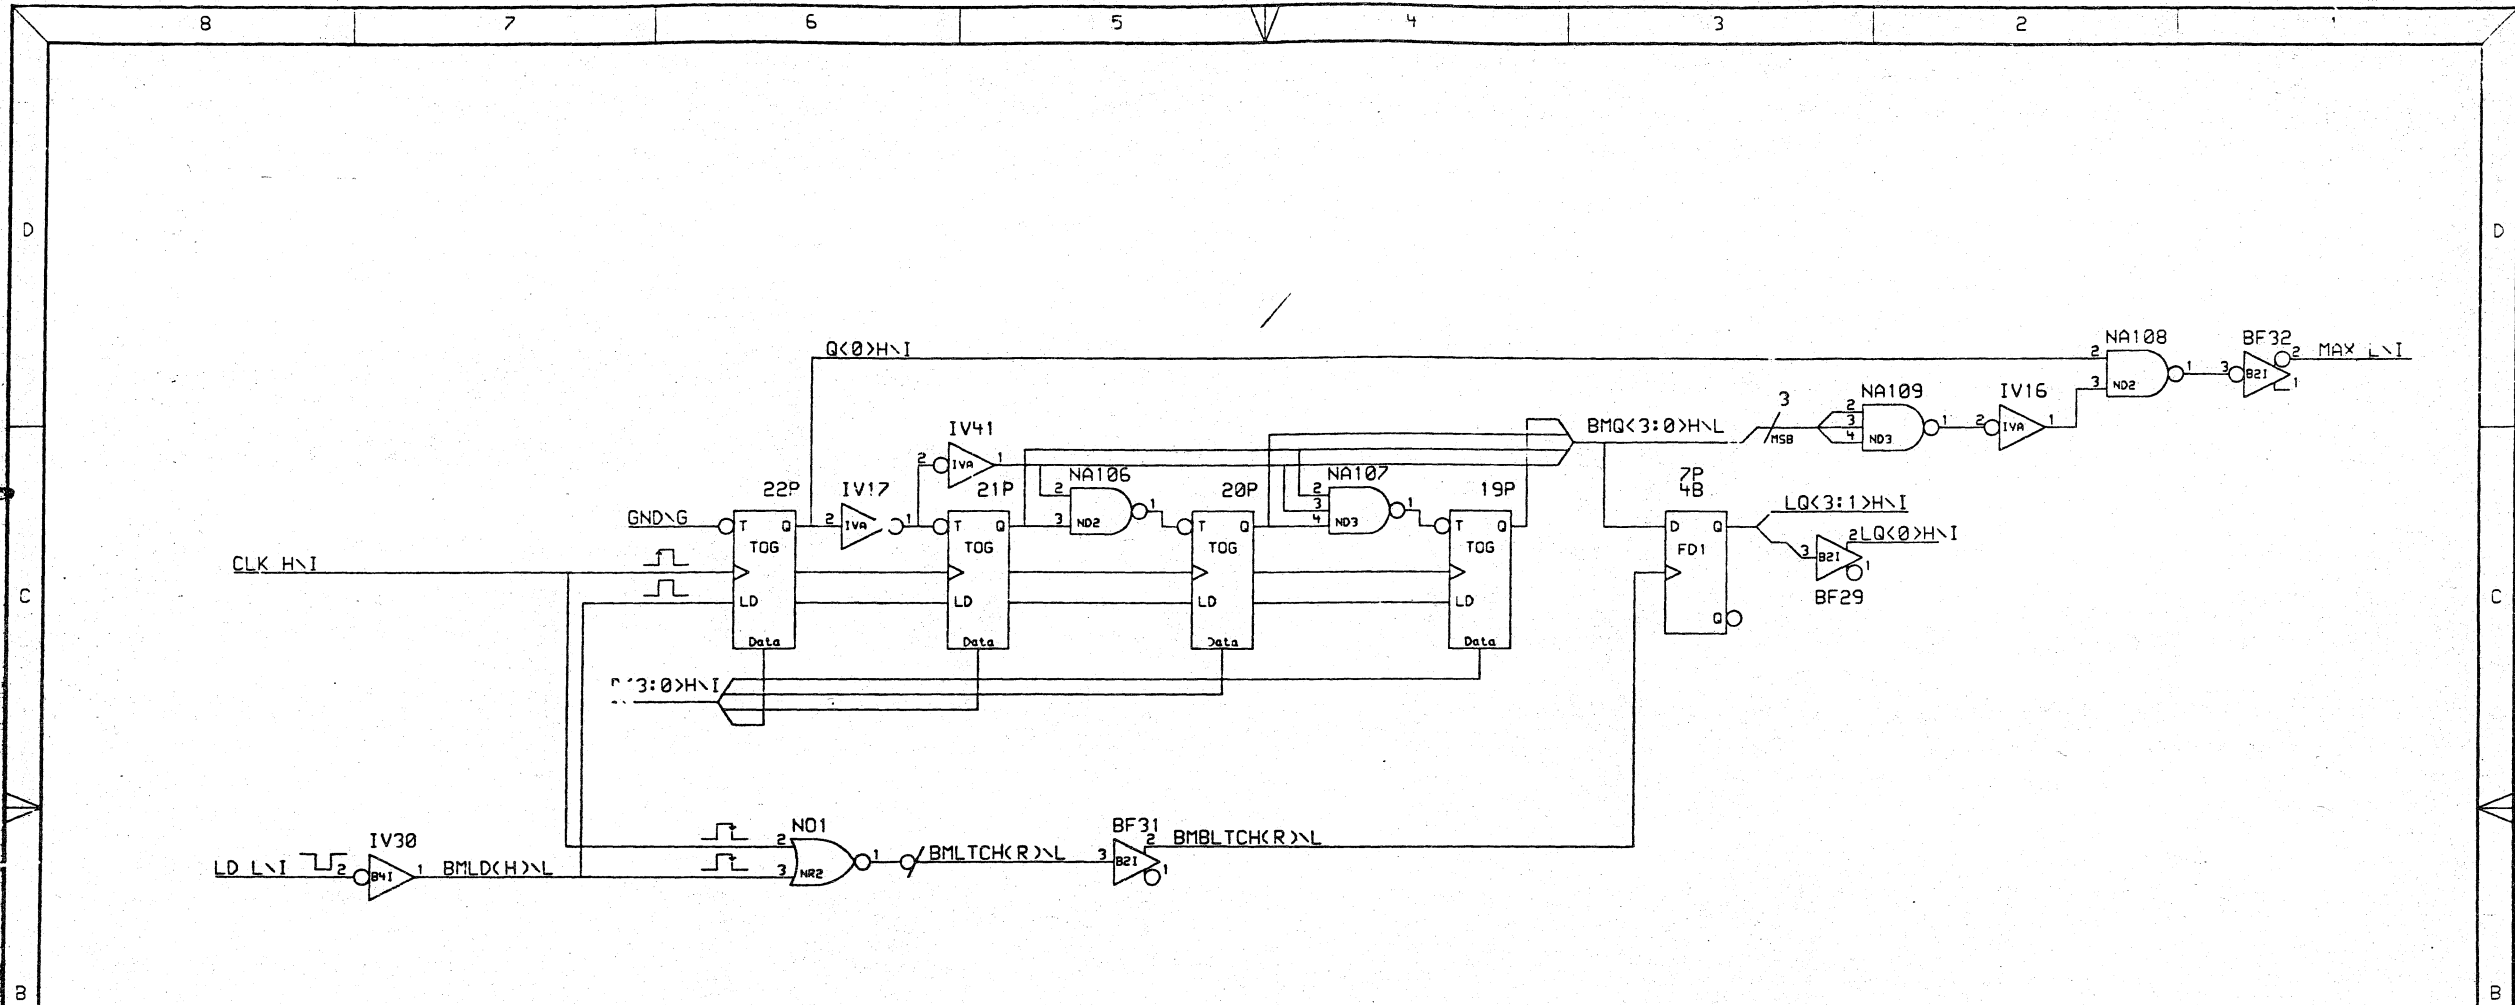 8 7 6 5 4 3 2
D D
Q<0>H\I
NA108
BF32
2 3 ND2 1 3 B2I 2 1
MAX L\I
NA109
IV16
3
MSB
2 3 4 ND3 1 2 IVA 1
BMQ<3:0>H\L
IV41
2 IVA 1
NA106
2 3 ND2 1
NA107
2 3 4 ND3 1
22P
IV17
2 IVA 1
21P
20P
19P
7P
4B
GND\G
T Q
TOG
LD
Data
T Q
TOG
LD
Data
T Q
TOG
LD
Data
T Q
TOG
LD
Data
D Q
FD1
Q
LQ<3:1>H\I
LQ<0>H\I
3 B2I 2 1
BF29
CLK H\I
C C
3:0>H\I
IV30
LD L\I
2 B4I 1
BMLD(H)\L
NO1
2 3 NR2 1
BMLTCH(R)\L
BF31
3 B2I 2 1
BMBLTCH(R)\L
B B